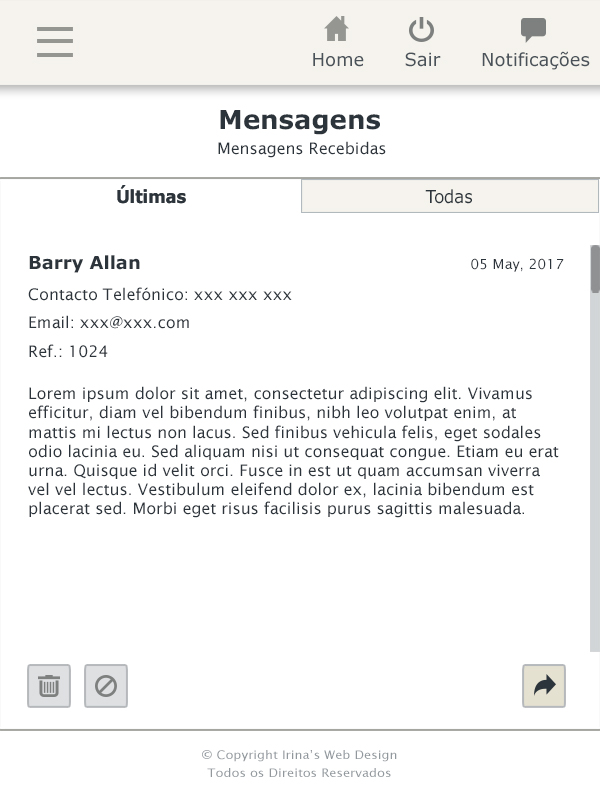 Home Sair Notificações
Mensagens
Mensagens Recebidas
Últimas Todas
Barry Allan 05 May, 2017
Contacto Telefónico: xxx xxx xxx
Email: xxx@xxx.com
Ref.: 1024
Lorem ipsum dolor sit amet, consectetur adipiscing elit. Vivamus
efficitur, diam vel bibendum finibus, nibh leo volutpat enim, at
mattis mi lectus non lacus. Sed finibus vehicula felis, eget sodales
odio lacinia eu. Sed aliquam nisi ut consequat congue. Etiam eu erat
urna. Quisque id velit orci. Fusce in est ut quam accumsan viverra
vel vel lectus. Vestibulum eleifend dolor ex, lacinia bibendum est
placerat sed. Morbi eget risus facilisis purus sagittis malesuada.
© Copyright Irina's Web Design
Todos os Direitos Reservados